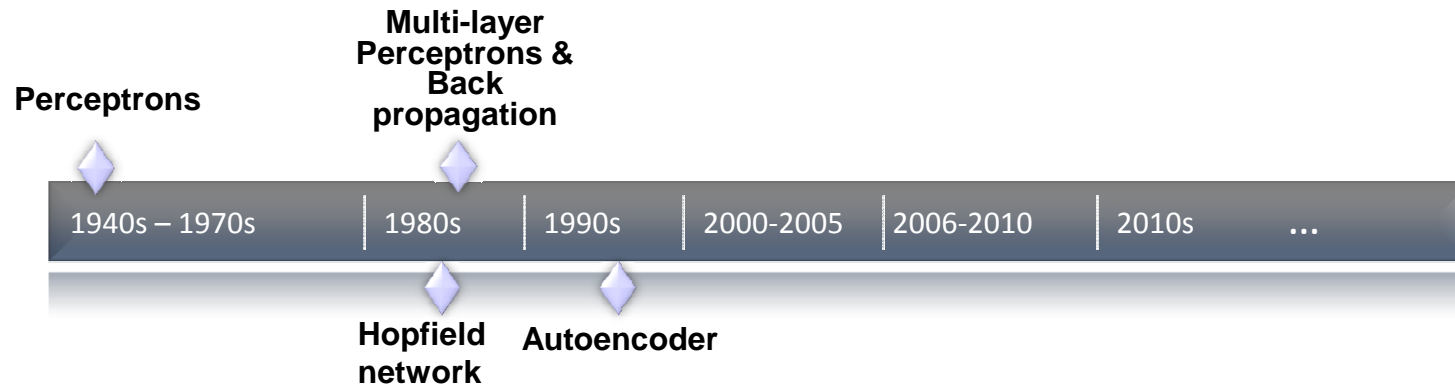 Multi-layer
Perceptrons &
Back
propagation
Perceptrons
1940s – 1970s
1980s
1990s
2000-2005
2006-2010
2010s
...
Hopfield
network
Autoencoder